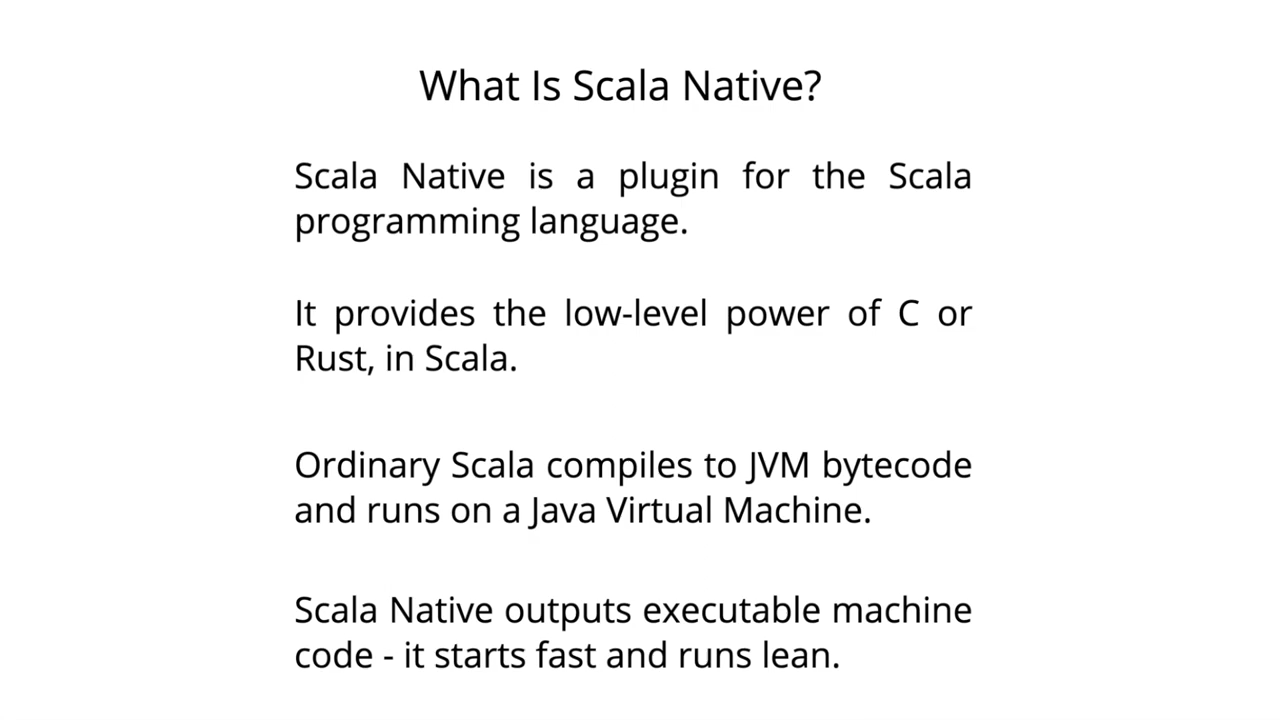 What Is Scala Native?
Scala Native is a plugin for the Scala
programming language.
It provides the low-level power of C or
Rust, in Scala.
Ordinary Scala compiles to JVM bytecode
and runs on a Java Virtual Machine.
Scala Native outputs executable machine
code - it starts fast and runs lean.